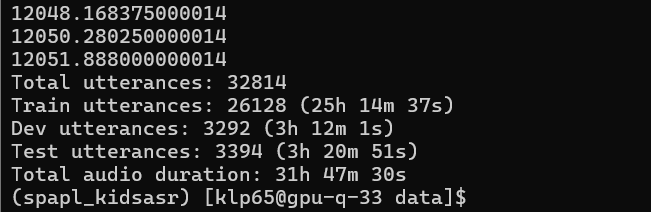 12048.168375000014
12050.280250000014
12051.888000000014
Total utterances: 32814
Train utterances: 26128 (25h 14m 37s)
Dev utterances: 3292 (3h 12m 1s)
Test utterances: 3394 (3h 20m 51s)
Total audio duration: 31h 47m 30s
(spapl_kidsasr) [klp65@gpu-q-33 data]$